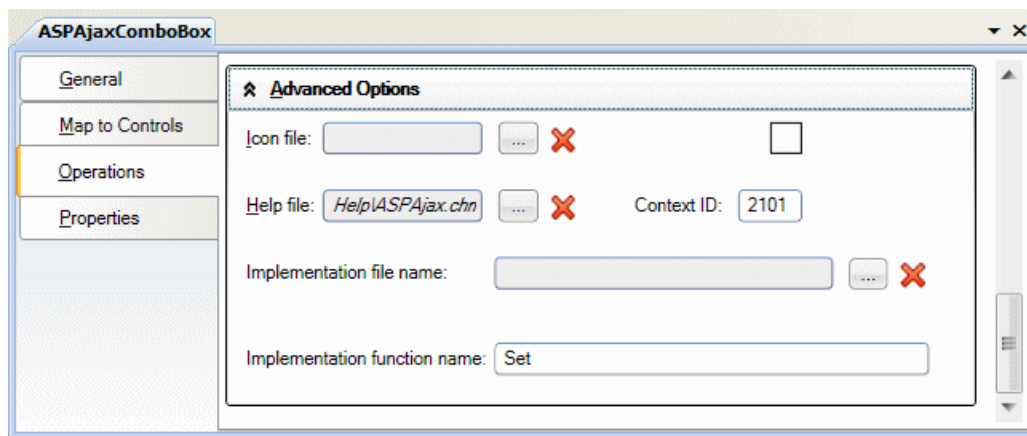 ASPAjaxComboBox
General
Map to Controls
Operations
Properties
Advanced Options
Icon file: ...
Help file: Help\ASPAjax.chm ... Context ID: 2101
Implementation file name: ...
Implementation function name: Set